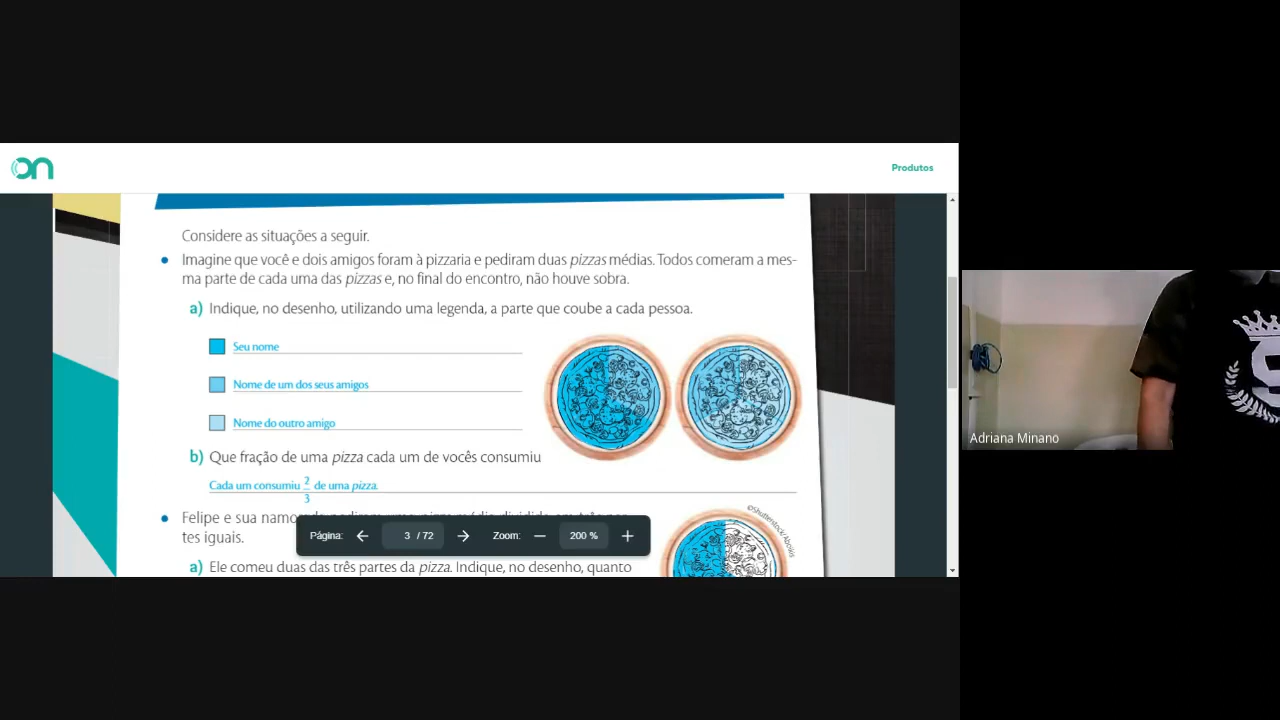 on
Produtos
Considere as situações a seguir.
• Imagine que você e dois amigos foram à pizzaria e pediram duas pizzas médias. Todos comeram a mes-
ma parte de cada uma das pizzas e, no final do encontro, não houve sobra.
a) Indique, no desenho, utilizando uma legenda, a parte que coube a cada pessoa.
Seu nome
Nome de um dos seus amigos
Nome do outro amigo
b) Que fração de uma pizza cada um de vocês consumiu
Cada um consumiu 2/3 de uma pizza.
• Felipe e sua
tes iguais.
©Shutterstock/
a) Ele comeu duas das três partes da pizza. Indique, no desenho, quanto
Página: ← 3 / 72 → Zoom: — 200 % +
Adriana Minano